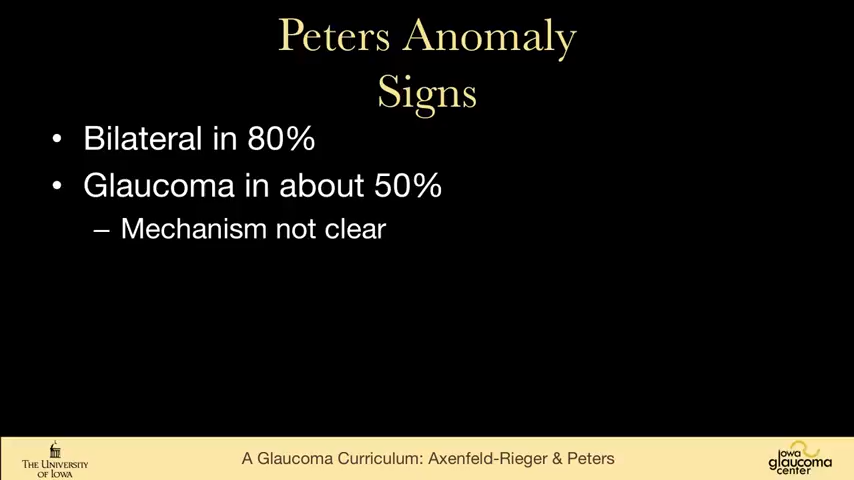 Peters Anomaly
Signs
• Bilateral in 80%
• Glaucoma in about 50%
– Mechanism not clear
THE UNIVERSITY
OF IOWA
A Glaucoma Curriculum: Axenfeld-Rieger & Peters
iowa
glaucoma
center